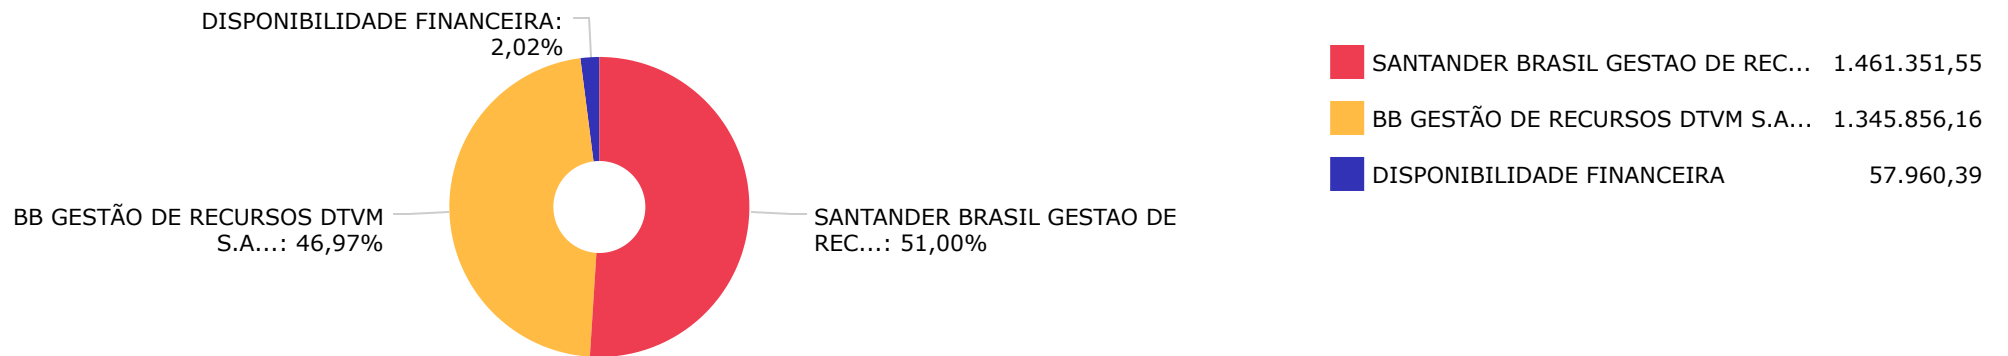 DISPONIBILIDADE FINANCEIRA:
2,02%
BB GESTÃO DE RECURSOS DTVM
S.A...: 46,97%
SANTANDER BRASIL GESTAO DE
REC...: 51,00%
SANTANDER BRASIL GESTAO DE REC... 1.461.351,55
BB GESTÃO DE RECURSOS DTVM S.A... 1.345.856,16
DISPONIBILIDADE FINANCEIRA 57.960,39